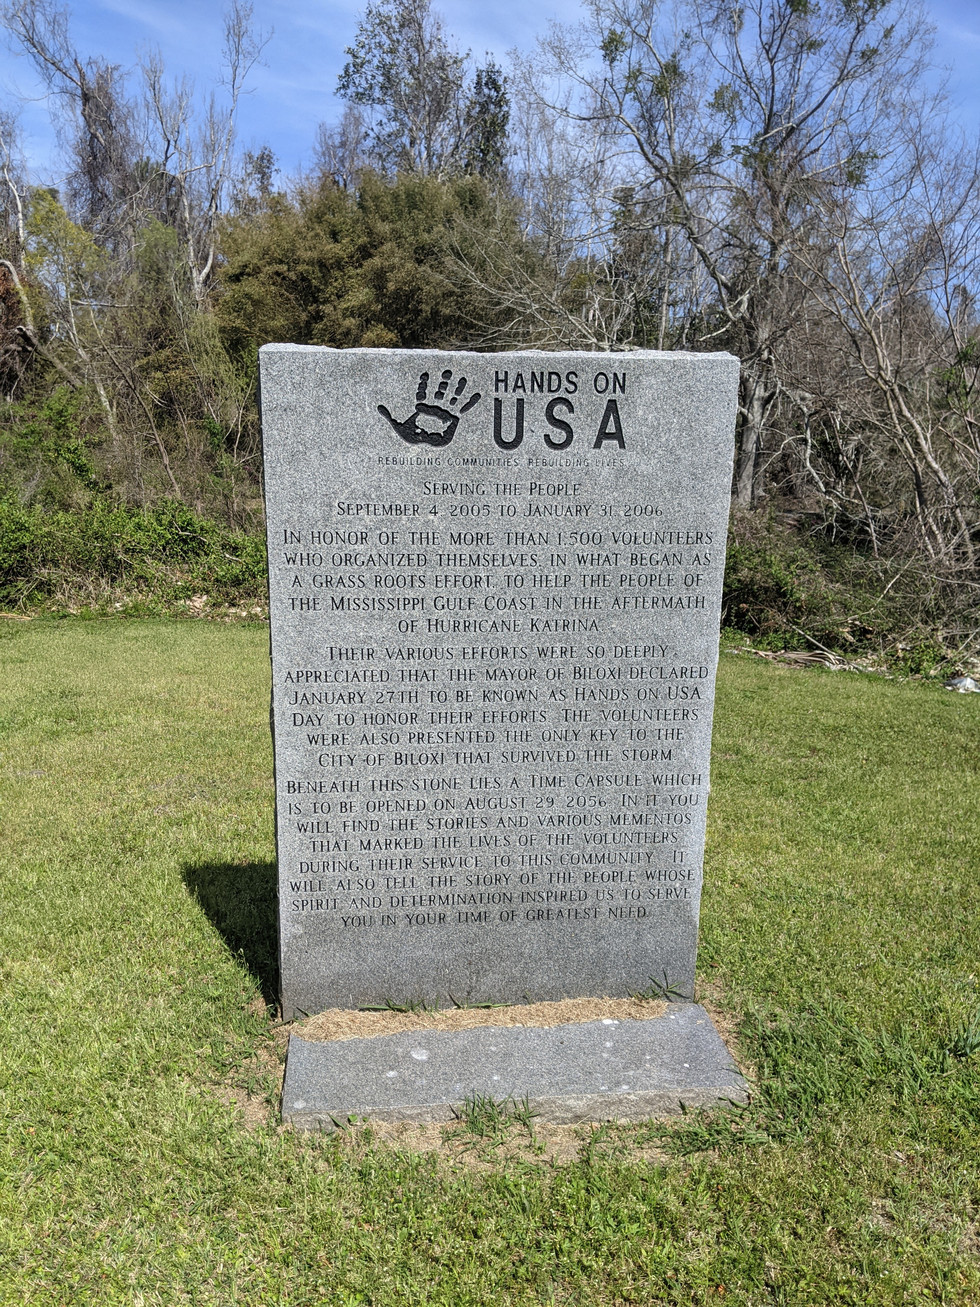 HANDS ON
USA
REBUILDING COMMUNITIES. REBUILDING LIVES.
SERVING THE PEOPLE
SEPTEMBER 4, 2005 TO JANUARY 31, 2006
IN HONOR OF THE MORE THAN 1,500 VOLUNTEERS
WHO ORGANIZED THEMSELVES, IN WHAT BEGAN AS
A GRASS ROOTS EFFORT, TO HELP THE PEOPLE OF
THE MISSISSIPPI GULF COAST IN THE AFTERMATH
OF HURRICANE KATRINA.
THEIR VARIOUS EFFORTS WERE SO DEEPLY
APPRECIATED THAT THE MAYOR OF BILOXI DECLARED
JANUARY 27TH TO BE KNOWN AS HANDS ON USA
DAY TO HONOR THEIR EFFORTS. THE VOLUNTEERS
WERE ALSO PRESENTED THE ONLY KEY TO THE
CITY OF BILOXI THAT SURVIVED THE STORM.
BENEATH THIS STONE LIES A TIME CAPSULE WHICH
IS TO BE OPENED ON AUGUST 29, 2056. IN IT YOU
WILL FIND THE STORIES AND VARIOUS MEMENTOS
THAT MARKED THE LIVES OF THE VOLUNTEERS
DURING THEIR SERVICE TO THIS COMMUNITY. IT
WILL ALSO TELL THE STORY OF THE PEOPLE WHOSE
SPIRIT AND DETERMINATION INSPIRED US TO SERVE
YOU IN YOUR TIME OF GREATEST NEED.